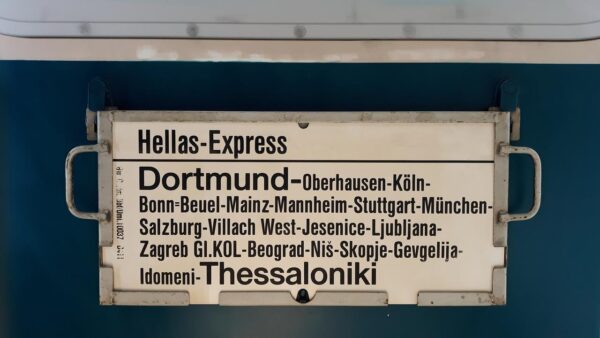 Hellas-Express
Dortmund-Oberhausen-Köln-
Bonn=Beuel-Mainz-Mannheim-Stuttgart-München-
Salzburg-Villach West-Jesenice-Ljubljana-
Zagreb Gl.KOL-Beograd-Niš-Skopje-Gevgelija-
Idomeni-Thessaloniki